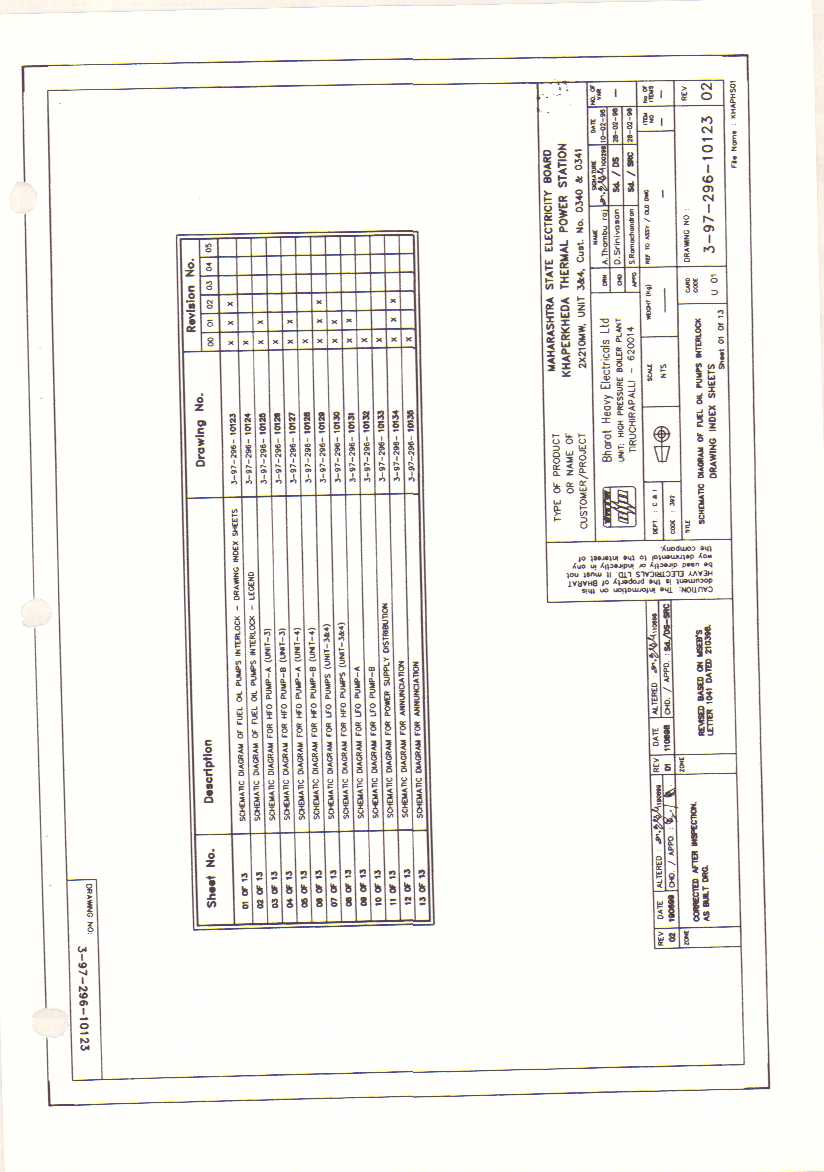 DRAWING NO:
3-97-296-10123
Sheet No. Description Drawing No. Revision No.
00 01 02 03 04 05
01 OF 13 SCHEMATIC DIAGRAM OF FUEL OIL PUMPS INTERLOCK - DRAWING INDEX SHEETS 3-97-296-10123 X X X
02 OF 13 SCHEMATIC DIAGRAM OF FUEL OIL PUMPS INTERLOCK - LEGEND 3-97-296-10124 X
03 OF 13 SCHEMATIC DIAGRAM FOR HFO PUMP-A (UNIT-3) 3-97-296-10125 X X
04 OF 13 SCHEMATIC DIAGRAM FOR HFO PUMP-B (UNIT-3) 3-97-296-10126 X
05 OF 13 SCHEMATIC DIAGRAM FOR HFO PUMP-A (UNIT-4) 3-97-296-10127 X X
06 OF 13 SCHEMATIC DIAGRAM FOR HFO PUMP-B (UNIT-4) 3-97-296-10128 X
07 OF 13 SCHEMATIC DIAGRAM FOR LFO PUMPS (UNIT-3&4) 3-97-296-10129 X X X
08 OF 13 SCHEMATIC DIAGRAM FOR HFO PUMPS (UNIT-3&4) 3-97-296-10130 X X
09 OF 13 SCHEMATIC DIAGRAM FOR LFO PUMP-A 3-97-296-10131 X X
10 OF 13 SCHEMATIC DIAGRAM FOR LFO PUMP-B 3-97-296-10132 X
11 OF 13 SCHEMATIC DIAGRAM FOR POWER SUPPLY DISTRIBUTION 3-97-296-10133 X
12 OF 13 SCHEMATIC DIAGRAM FOR ANNUNCIATION 3-97-296-10134 X X X
13 OF 13 SCHEMATIC DIAGRAM FOR ANNUNCIATION 3-97-296-10135 X
TYPE OF PRODUCT
OR NAME OF
CUSTOMER/PROJECT
MAHARASHTRA STATE ELECTRICITY BOARD
KHAPERKHEDA THERMAL POWER STATION
2X210MW, UNIT 3&4, Cust. No. 0340 & 0341
Bharat Heavy Electricals Ltd
UNIT: HIGH PRESSURE BOILER PLANT
TIRUCHIRAPALLI - 620014
NAME SIGNATURE DATE NO. OF VAR
DRN A.Thambu raj 100298 10-02-98 -
CHD D.Srinivasan Sd. / DS 28-02-98
APPD S.Ramachandran Sd. / SRC 28-02-98
DEPT : C & I
CODE : 392
SCALE
NTS
WEIGHT (Kg)
REF TO ASSY / OLD DWG
ITEM NO
No OF ITEMS
TITLE
SCHEMATIC DIAGRAM OF FUEL OIL PUMPS INTERLOCK
DRAWING INDEX SHEETS
Sheet 01 Of 13
CARD CODE
U 01
DRAWING NO :
3-97-296-10123
REV
02
File Name : KHAPHS01
CAUTION: The information on this
document is the property of BHARAT
HEAVY ELECTRICALS LTD. It must not
be used directly or indirectly in any
way detrimental to the interest of
the company.
REV DATE ALTERED 110898
01 110898 CHD. / APPD. : Sd./DS-SRC
ZONE
REVISED BASED ON MSEB'S
LETTER 1041 DATED 210398.
REV DATE ALTERED 190899
02 190899 CHD. / APPD. :
ZONE
CORRECTED AFTER INSPECTION.
AS BUILT DRG.